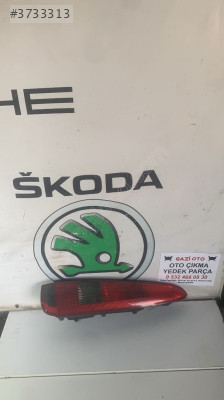 #3733313
HE
ŠKODA
GAZİ OTO
OTO ÇIKMA
YEDEK PARÇA